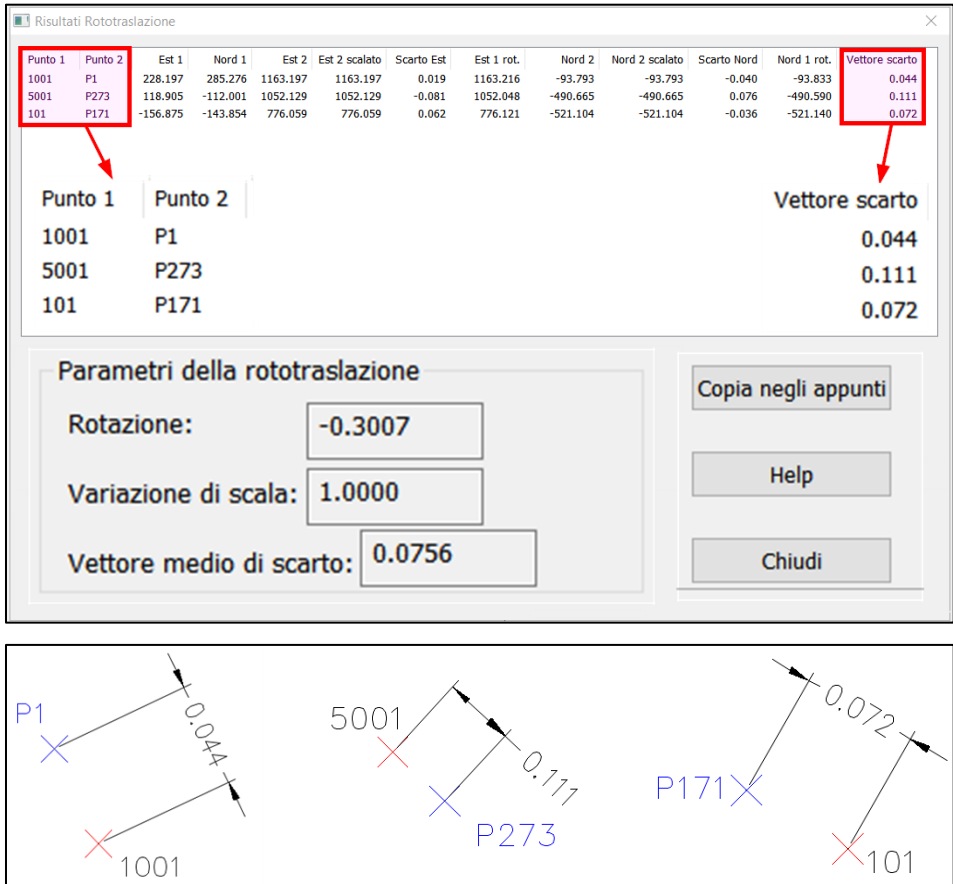 Risultati Rototraslazione
Punto 1 Punto 2 Est 1 Nord 1 Est 2 Est 2 scalato Scarto Est Est 1 rot. Nord 2 Nord 2 scalato Scarto Nord Nord 1 rot. Vettore scarto
1001 P1 228.197 285.276 1163.197 1163.197 0.019 1163.216 -93.793 -93.793 -0.040 -93.833 0.044
5001 P273 118.905 -112.001 1052.129 1052.129 -0.081 1052.048 -490.665 -490.665 0.076 -490.590 0.111
101 P171 -156.875 -143.854 776.059 776.059 0.062 776.121 -521.104 -521.104 -0.036 -521.140 0.072
Punto 1 Punto 2 Vettore scarto
1001 P1 0.044
5001 P273 0.111
101 P171 0.072
Parametri della rototraslazione
Rotazione: -0.3007
Variazione di scala: 1.0000
Vettore medio di scarto: 0.0756
Copia negli appunti
Help
Chiudi
P1
0.044
1001
5001
0.111
P273
0.072
P171
101